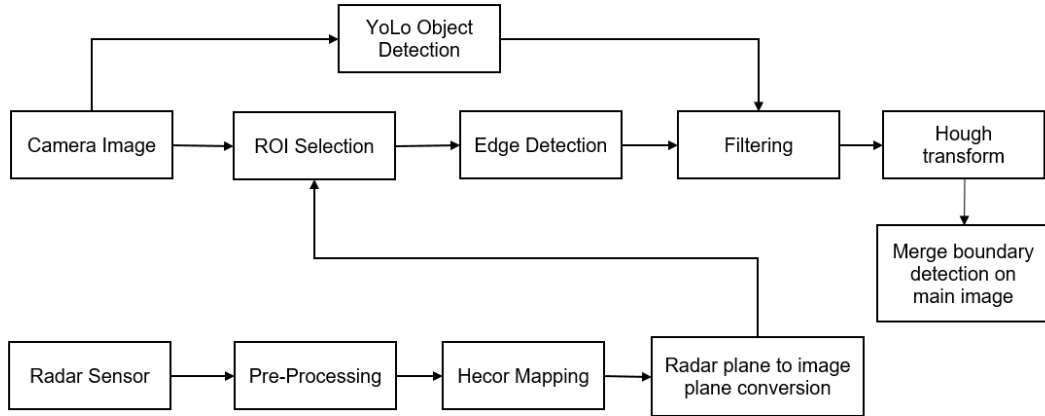 YoLo Object
Detection
Camera Image
ROI Selection
Edge Detection
Filtering
Hough
transform
Merge boundary
detection on
main image
Radar Sensor
Pre-Processing
Hecor Mapping
Radar plane to image
plane conversion